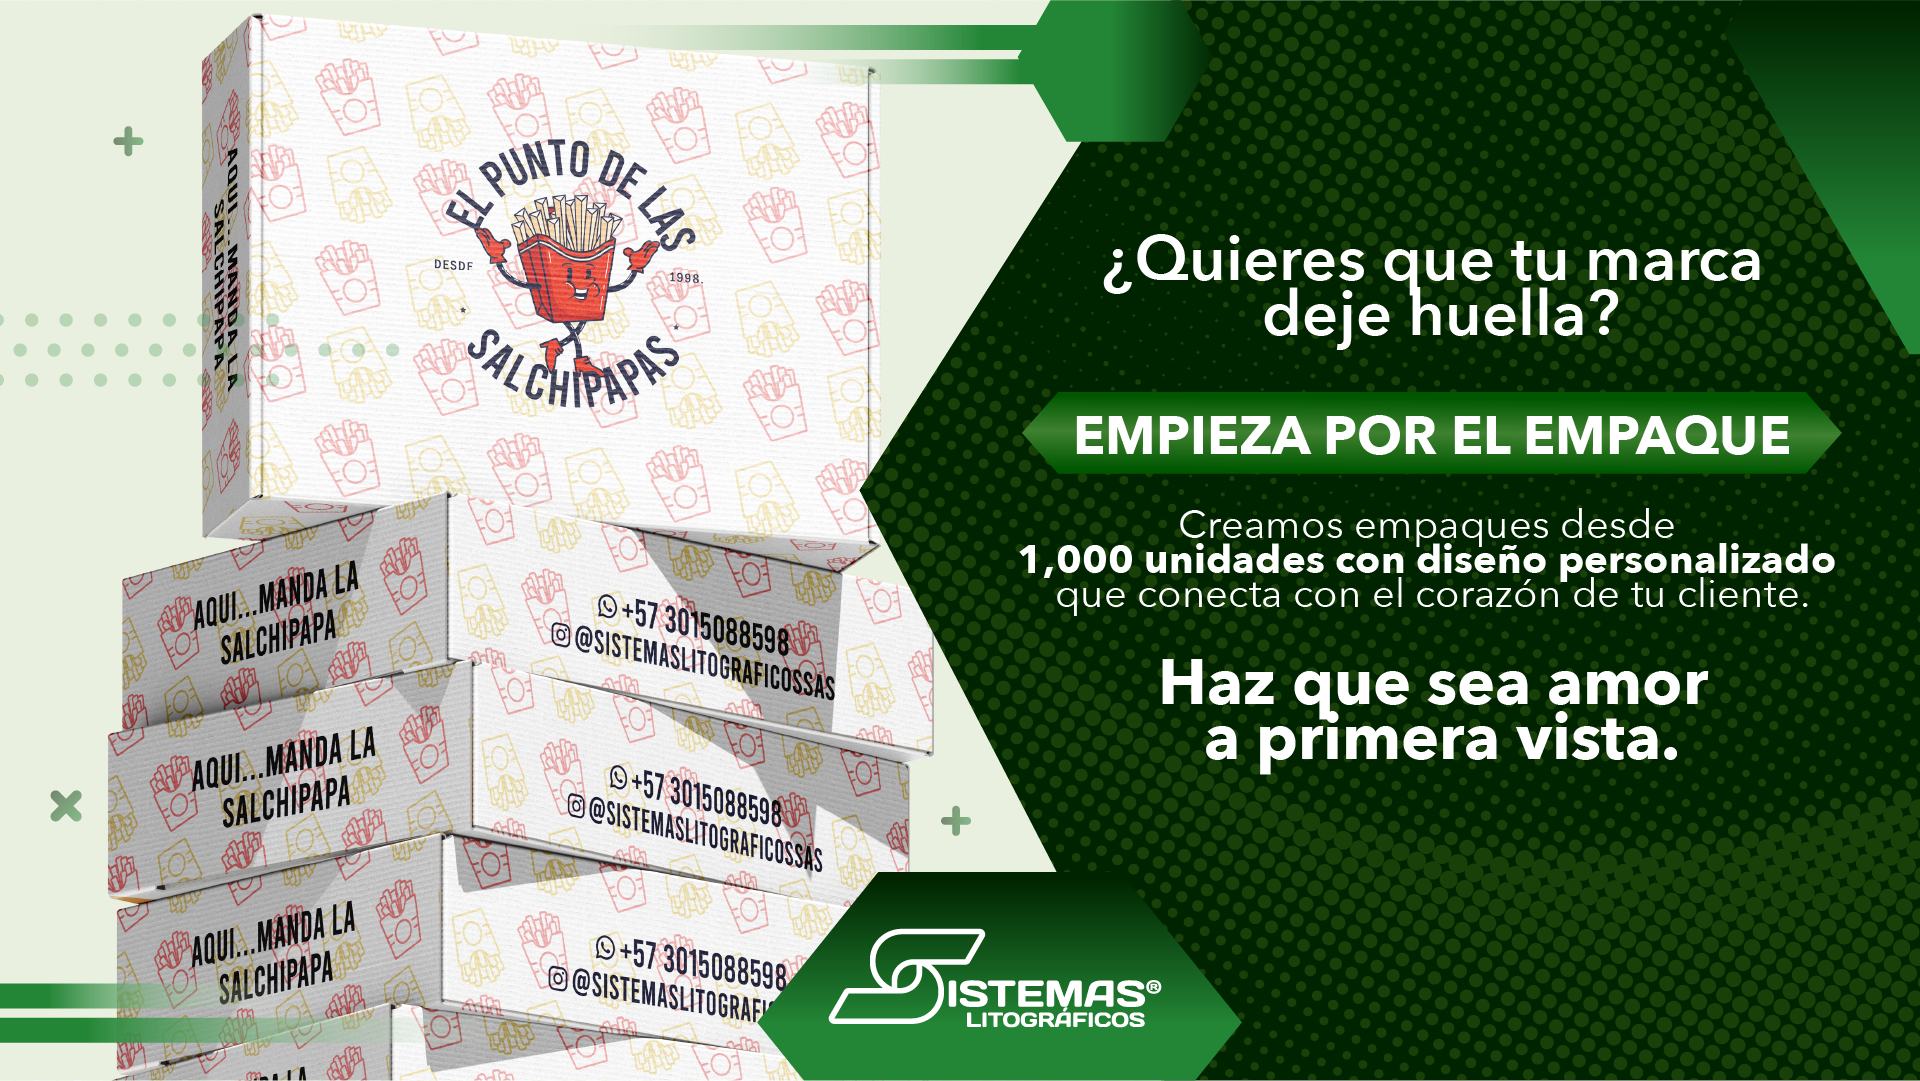 EL PUNTO DE LAS
DESDE
1998.
SALCHIPAPAS
AQUI...MANDA LA
SALCHIPAPA
AQUI...MANDA LA
SALCHIPAPA
+57 3015088598
@SISTEMASLITOGRAFICOSSAS
AQUI...MANDA LA
SALCHIPAPA
+57 3015088598
@SISTEMASLITOGRAFICOSSAS
AQUI...MANDA LA
SALCHIPAPA
+57 3015088598
@SISTEMASLITOGRAFI
¿Quieres que tu marca
deje huella?
EMPIEZA POR EL EMPAQUE
Creamos empaques desde
1,000 unidades con diseño personalizado
que conecta con el corazón de tu cliente.
Haz que sea amor
a primera vista.
SISTEMAS®
LITOGRÁFICOS